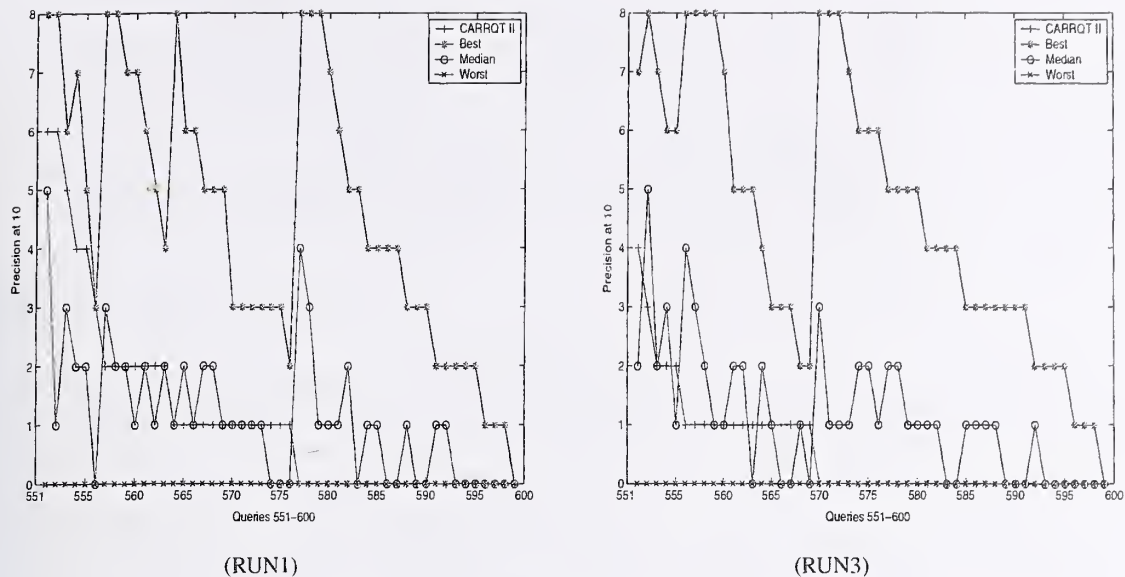 8
7
6
5
4
3
2
1
0
Precision at 10
551 555 560 565 570 575 580 585 590 595 600
Queries 551–600
CARROT II
Best
Median
Worst
(RUN1)
8
7
6
5
4
3
2
1
0
Precision at 10
551 555 560 565 570 575 580 585 590 595 600
Queries 551–600
CARROT II
Best
Median
Worst
(RUN3)